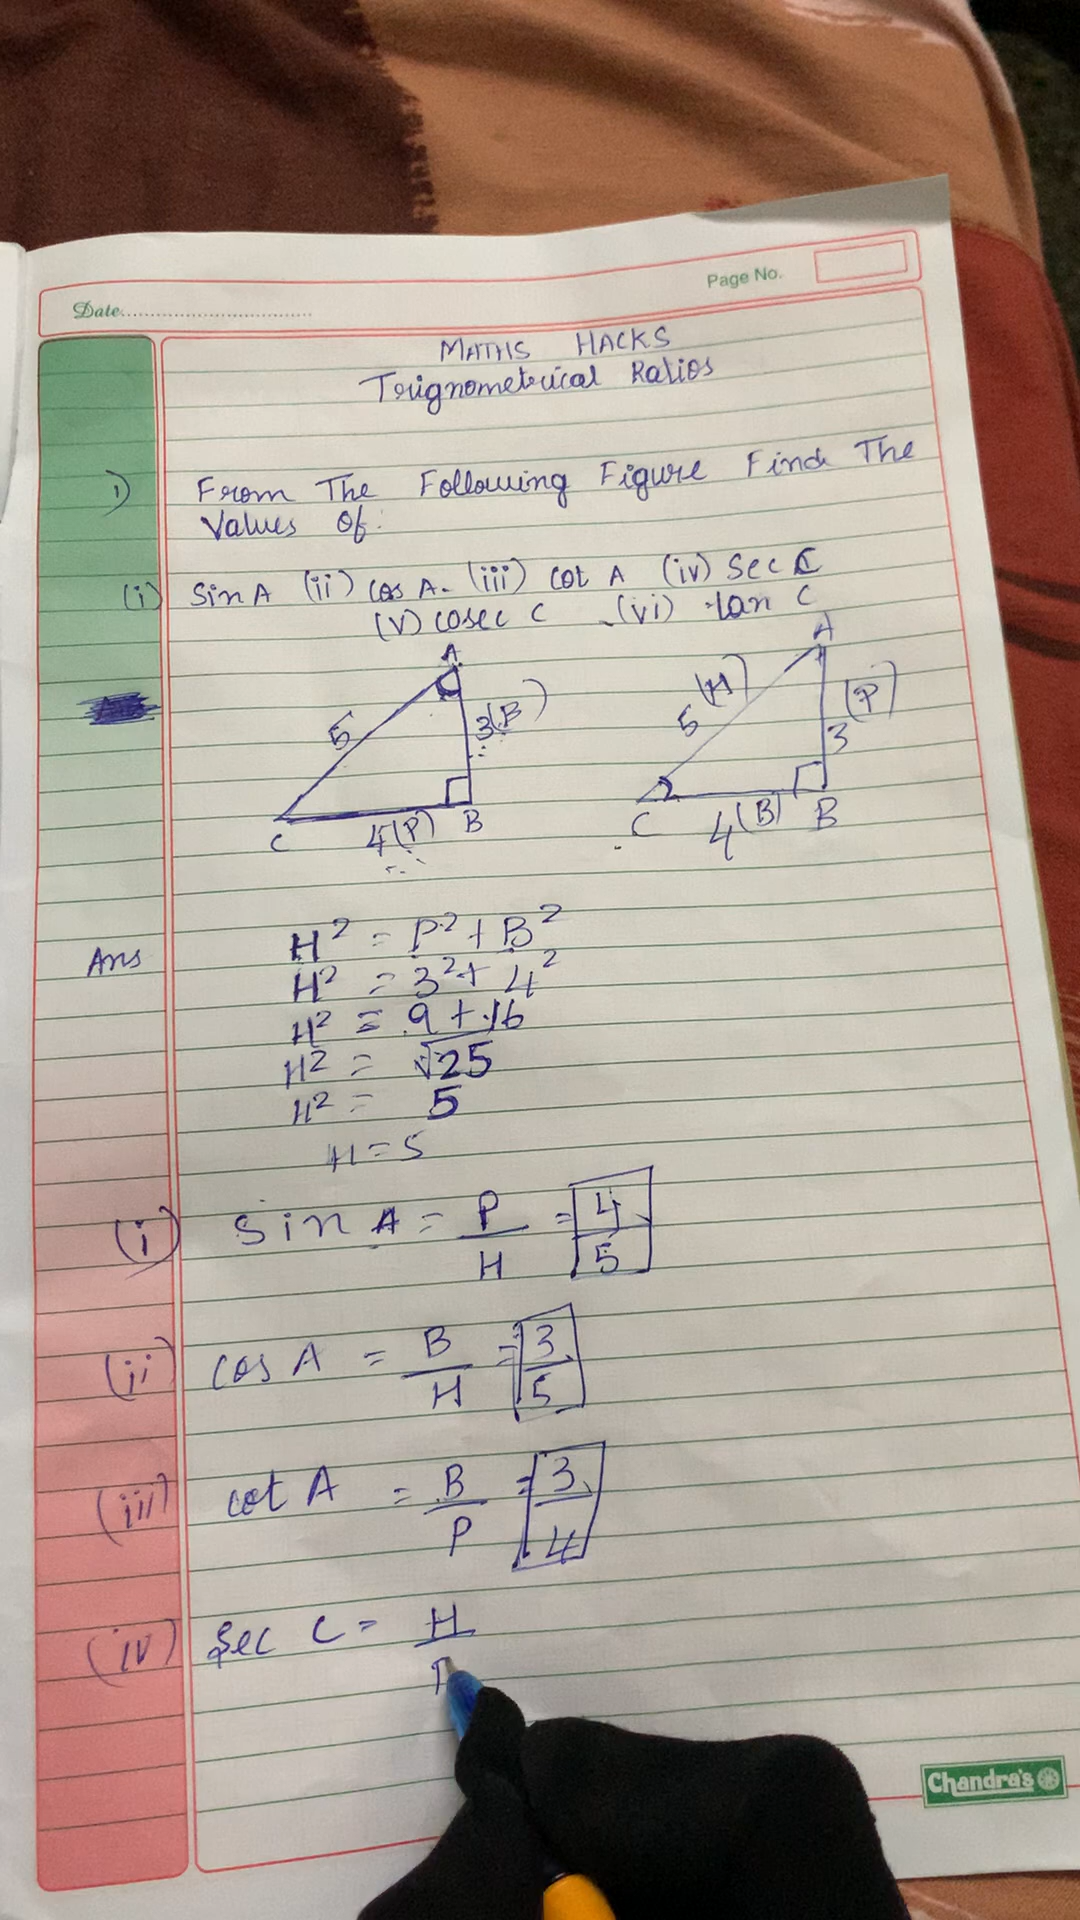 Page No.
Date
MATHS HACKS
Trignometrical Ratios
1) From The Following Figure Find The
Values Of:
(i) Sin A (ii) cos A. (iii) cot A (iv) Sec C
(v) cosec C (vi) tan C
A A
5 3(B) 5 (H) (P) 3
C 4(P) B C 4(B) B
Ans H² = P² + B²
H² = 3² + 4²
H² = 9 + 16
H² = √25
H² = 5
H = 5
(i) Sin A = P/H = 4/5
(ii) cos A = B/H = 3/5
(iii) cot A = B/P = 3/4
(iv) Sec C = H
Chandra's